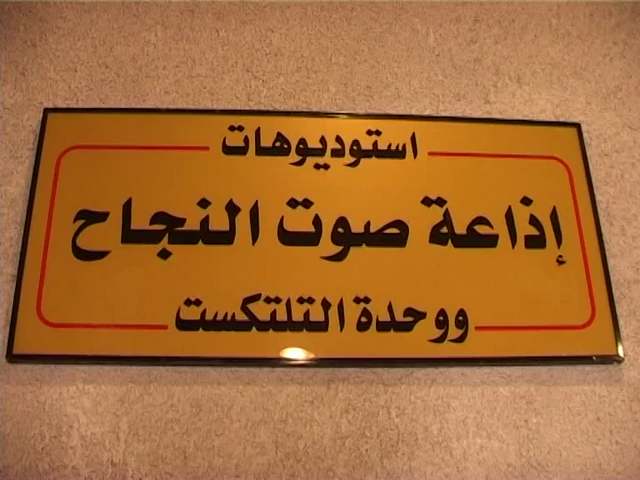 استوديوهات
إذاعة صوت النجاح
ووحدة التلتكست